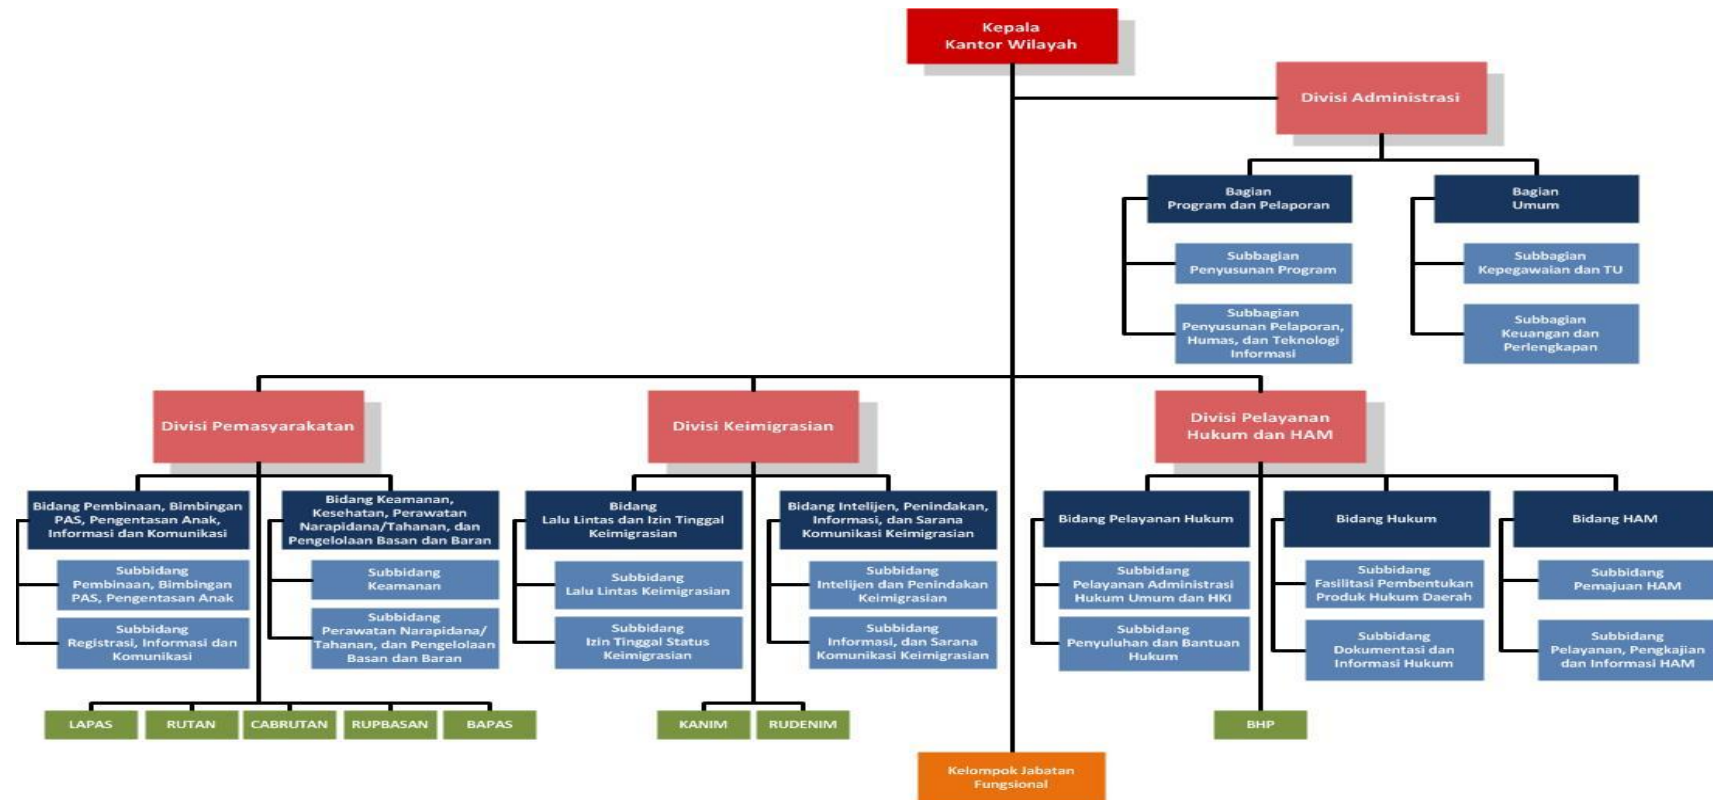 Kepala
Kantor Wilayah
Divisi Administrasi
Bagian
Program dan Pelaporan
Bagian
Umum
Subbagian
Penyusunan Program
Subbagian
Kepegawaian dan TU
Subbagian
Penyusunan Pelaporan,
Humas, dan Teknologi
Informasi
Subbagian
Keuangan dan
Perlengkapan
Divisi Pemasyarakatan
Divisi Keimigrasian
Divisi Pelayanan
Hukum dan HAM
Bidang Pembinaan, Bimbingan
PAS, Pengentasan Anak,
Informasi dan Komunikasi
Bidang Keamanan,
Kesehatan, Perawatan
Narapidana/Tahanan, dan
Pengelolaan Basan dan Baran
Bidang
Lalu Lintas dan Izin Tinggal
Keimigrasian
Bidang Intelijen, Penindakan,
Informasi, dan Sarana
Komunikasi Keimigrasian
Bidang Pelayanan Hukum
Bidang Hukum
Bidang HAM
Subbidang
Pembinaan, Bimbingan
PAS, Pengentasan Anak
Subbidang
Keamanan
Subbidang
Lalu Lintas Keimigrasian
Subbidang
Intelijen dan Penindakan
Keimigrasian
Subbidang
Pelayanan Administrasi
Hukum Umum dan HKI
Subbidang
Fasilitasi Pembentukan
Produk Hukum Daerah
Subbidang
Pemajuan HAM
Subbidang
Registrasi, Informasi dan
Komunikasi
Subbidang
Perawatan Narapidana/
Tahanan, dan Pengelolaan
Basan dan Baran
Subbidang
Izin Tinggal Status
Keimigrasian
Subbidang
Informasi, dan Sarana
Komunikasi Keimigrasian
Subbidang
Penyuluhan dan Bantuan
Hukum
Subbidang
Dokumentasi dan
Informasi Hukum
Subbidang
Pelayanan, Pengkajian
dan Informasi HAM
LAPAS
RUTAN
CABRUTAN
RUPBASAN
BAPAS
KANIM
RUDENIM
BHP
Kelompok Jabatan
Fungsional